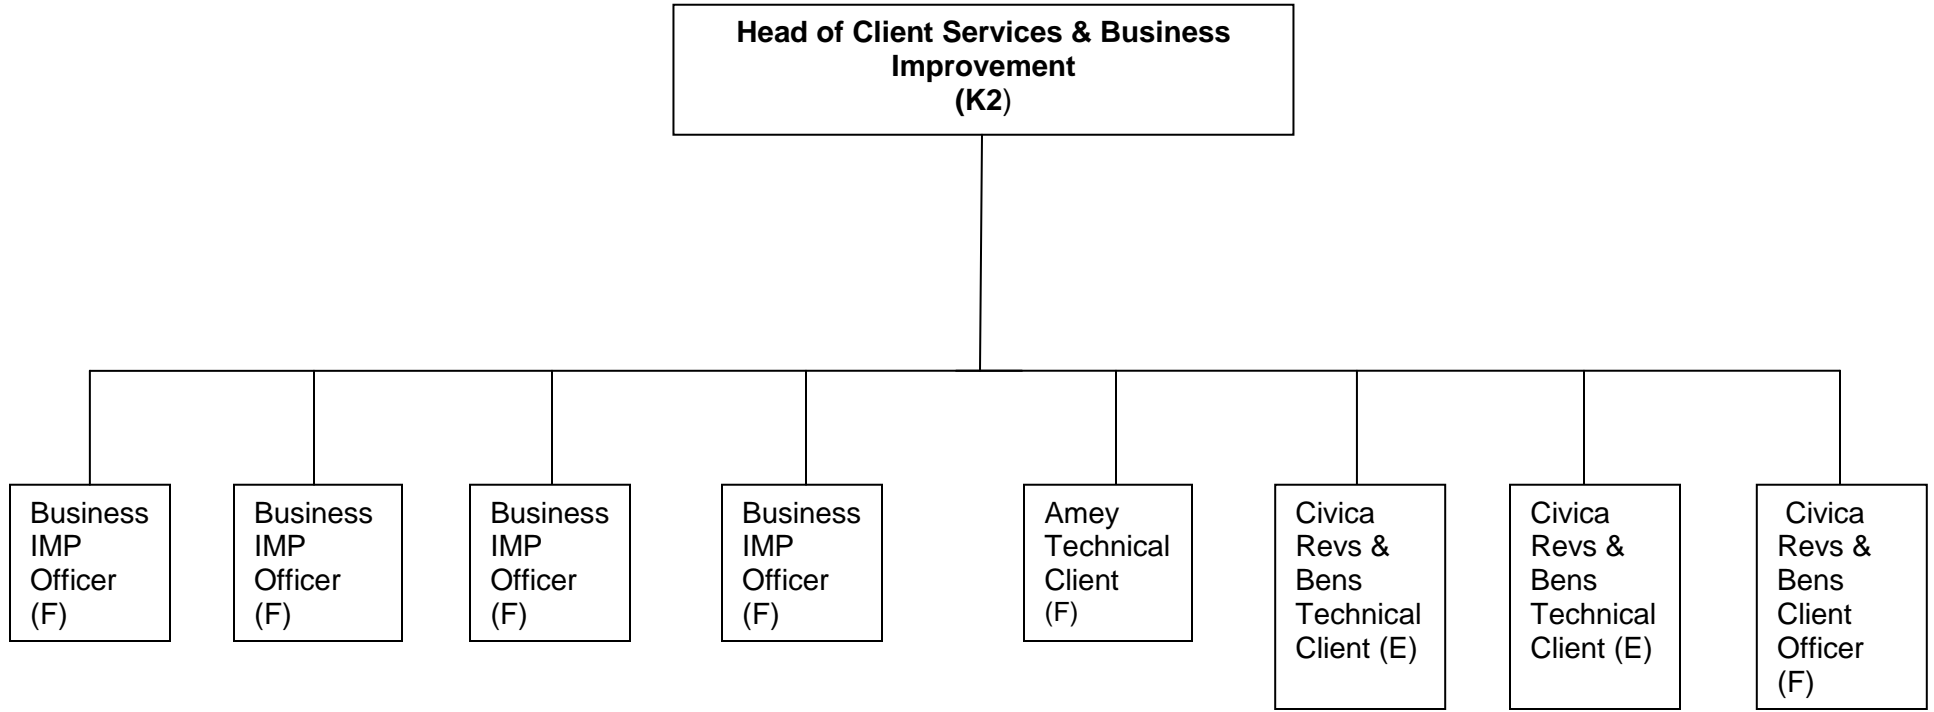 Head of Client Services & Business
Improvement
(K2)
Business
IMP
Officer
(F)
Business
IMP
Officer
(F)
Business
IMP
Officer
(F)
Business
IMP
Officer
(F)
Amey
Technical
Client
(F)
Civica
Revs &
Bens
Technical
Client (E)
Civica
Revs &
Bens
Technical
Client (E)
Civica
Revs &
Bens
Client
Officer
(F)